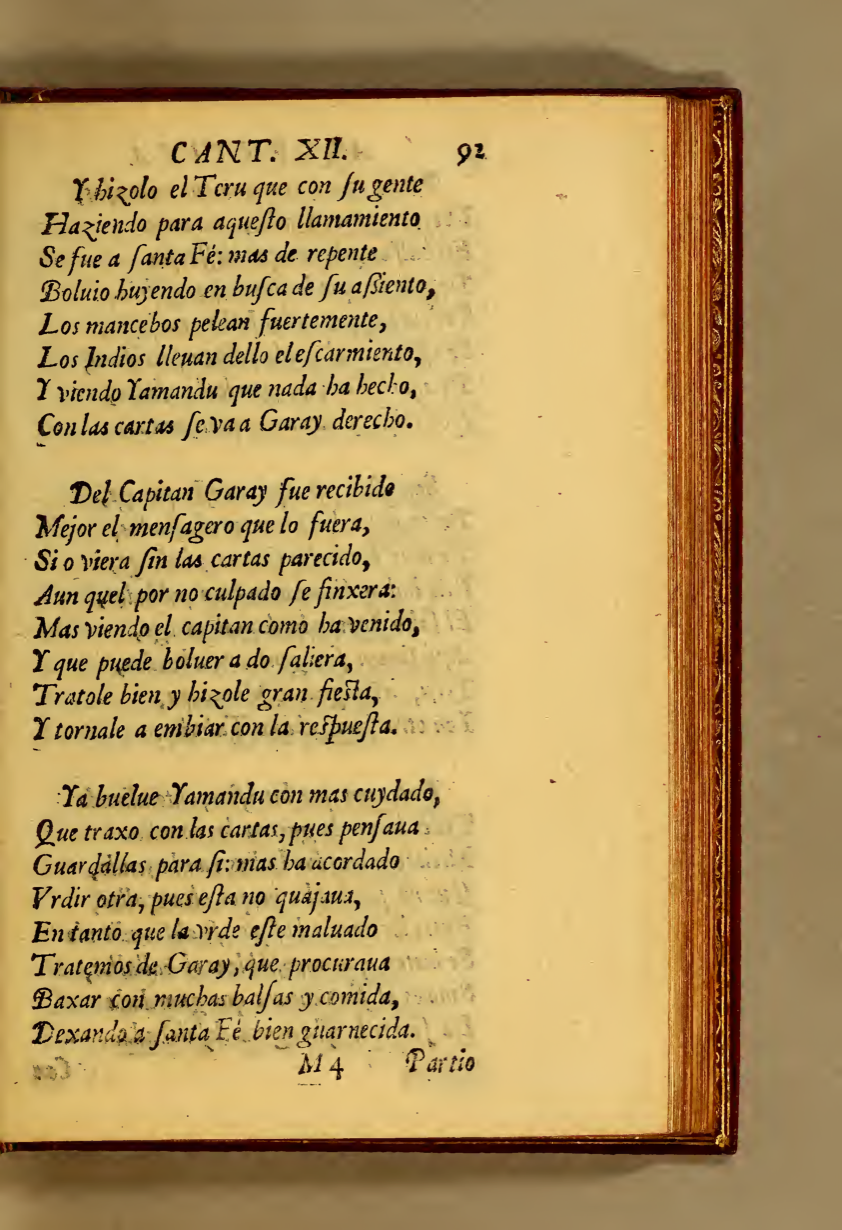 CANT. XII. 92
Y hizolo el Teru que con ſu gente
Haziendo para aqueſto llamamiento
Se fue a ſanta Fé: mas de repente
Boluio huyendo en buſca de ſu aſsiento,
Los mancebos pelean fuertemente,
Los Indios lleuan dello el eſcarmiento,
Y viendo Yamandu que nada ha hecho,
Con las cartas ſe va a Garay derecho.
Del Capitan Garay fue recibido
Mejor el menſagero que lo fuera,
Si o viera ſin las cartas parecido,
Aun quel por no culpado ſe finxera:
Mas viendo el capitan como ha venido,
Y que puede boluer a do ſaliera,
Tratole bien y hizole gran fieſta,
Y tornale a embiar con la reſpueſta.
Ya buelue Yamandu con mas cuydado,
Que traxo con las cartas, pues penſaua
Guardallas para ſi: mas ha acordado
Vrdir otra, pues eſta no quajaua,
En tanto que la vrde eſte maluado
Tratemos de Garay, que procuraua
Baxar con muchas balſas y comida,
Dexando a ſanta Fé bien guarnecida.
M 4 Partio